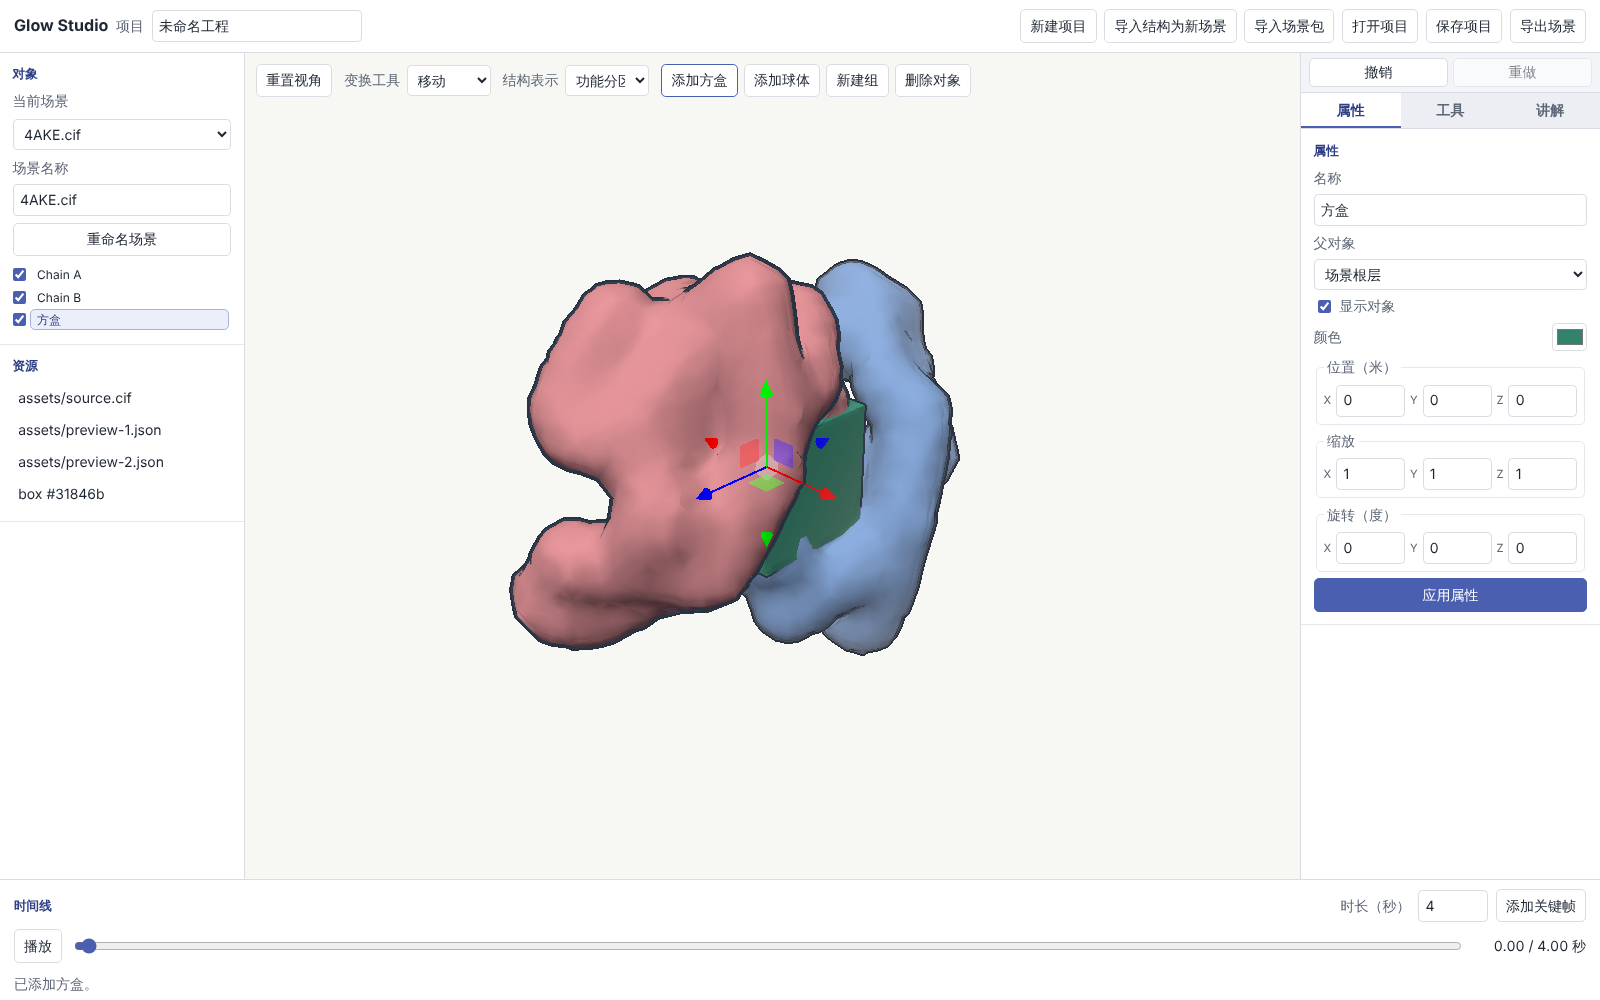 Glow Studio 项目 未命名工程 新建项目 导入结构为新场景 导入场景包 打开项目 保存项目 导出场景
对象
当前场景
4AKE.cif
场景名称
4AKE.cif
重命名场景
Chain A
Chain B
方盒
资源
assets/source.cif
assets/preview-1.json
assets/preview-2.json
box #31846b
重置视角 变换工具 移动 结构表示 功能分区 添加方盒 添加球体 新建组 删除对象
撤销 重做
属性 工具 讲解
属性
名称
方盒
父对象
场景根层
显示对象
颜色
位置（米）
X 0 Y 0 Z 0
缩放
X 1 Y 1 Z 1
旋转（度）
X 0 Y 0 Z 0
应用属性
时间线 时长（秒） 4 添加关键帧
播放 0.00 / 4.00 秒
已添加方盒。